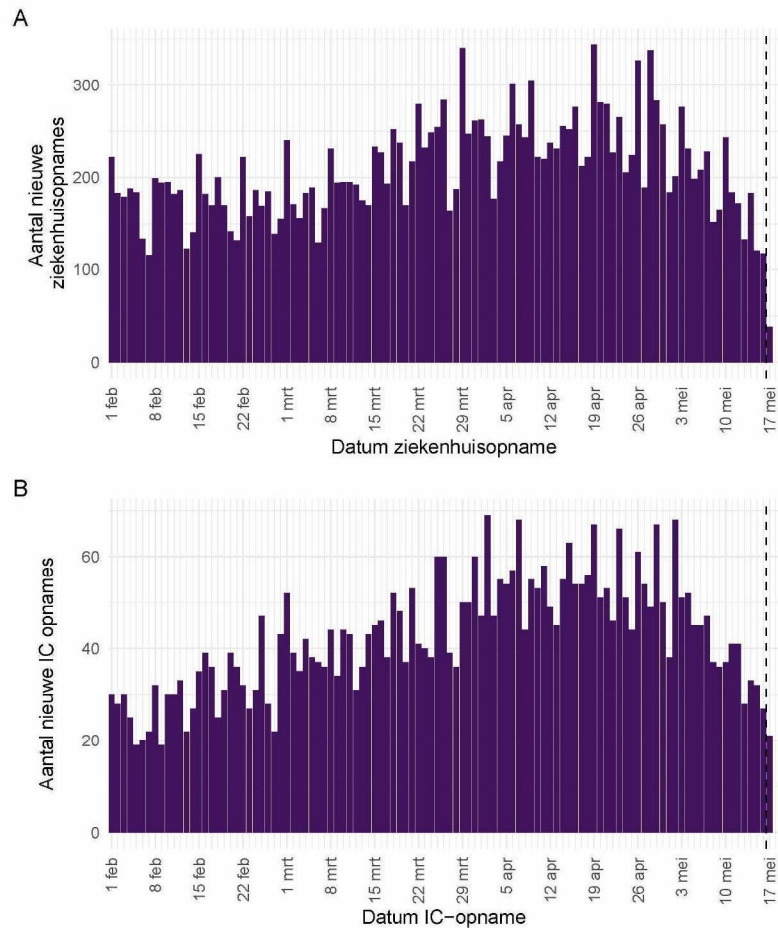 A
Aantal nieuwe
ziekenhuisopnames
300
200
100
0
1 feb
8 feb
15 feb
22 feb
1 mrt
8 mrt
15 mrt
22 mrt
29 mrt
5 apr
12 apr
19 apr
26 apr
3 mei
10 mei
17 mei
Datum ziekenhuisopname
B
Aantal nieuwe IC opnames
60
40
20
0
1 feb
8 feb
15 feb
22 feb
1 mrt
8 mrt
15 mrt
22 mrt
29 mrt
5 apr
12 apr
19 apr
26 apr
3 mei
10 mei
17 mei
Datum IC−opname